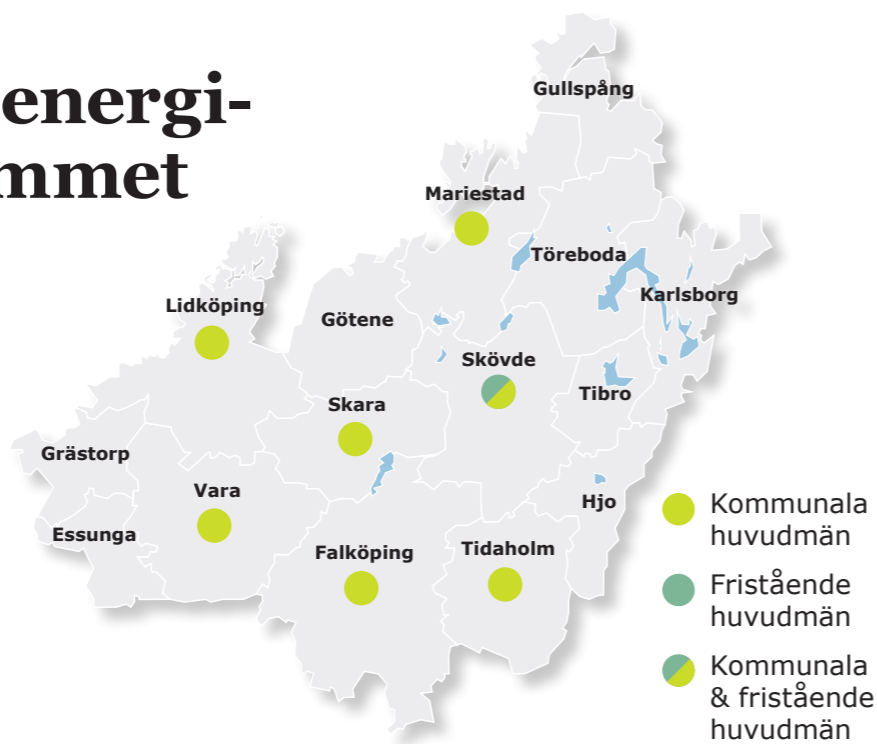 energi-
mmet
Gullspång
Mariestad
Töreboda
Karlsborg
Lidköping
Götene
Skövde
Tibro
Skara
Grästorp
Vara
Hjo
Essunga
Falköping
Tidaholm
Kommunala
huvudmän
Fristående
huvudmän
Kommunala
& fristående
huvudmän